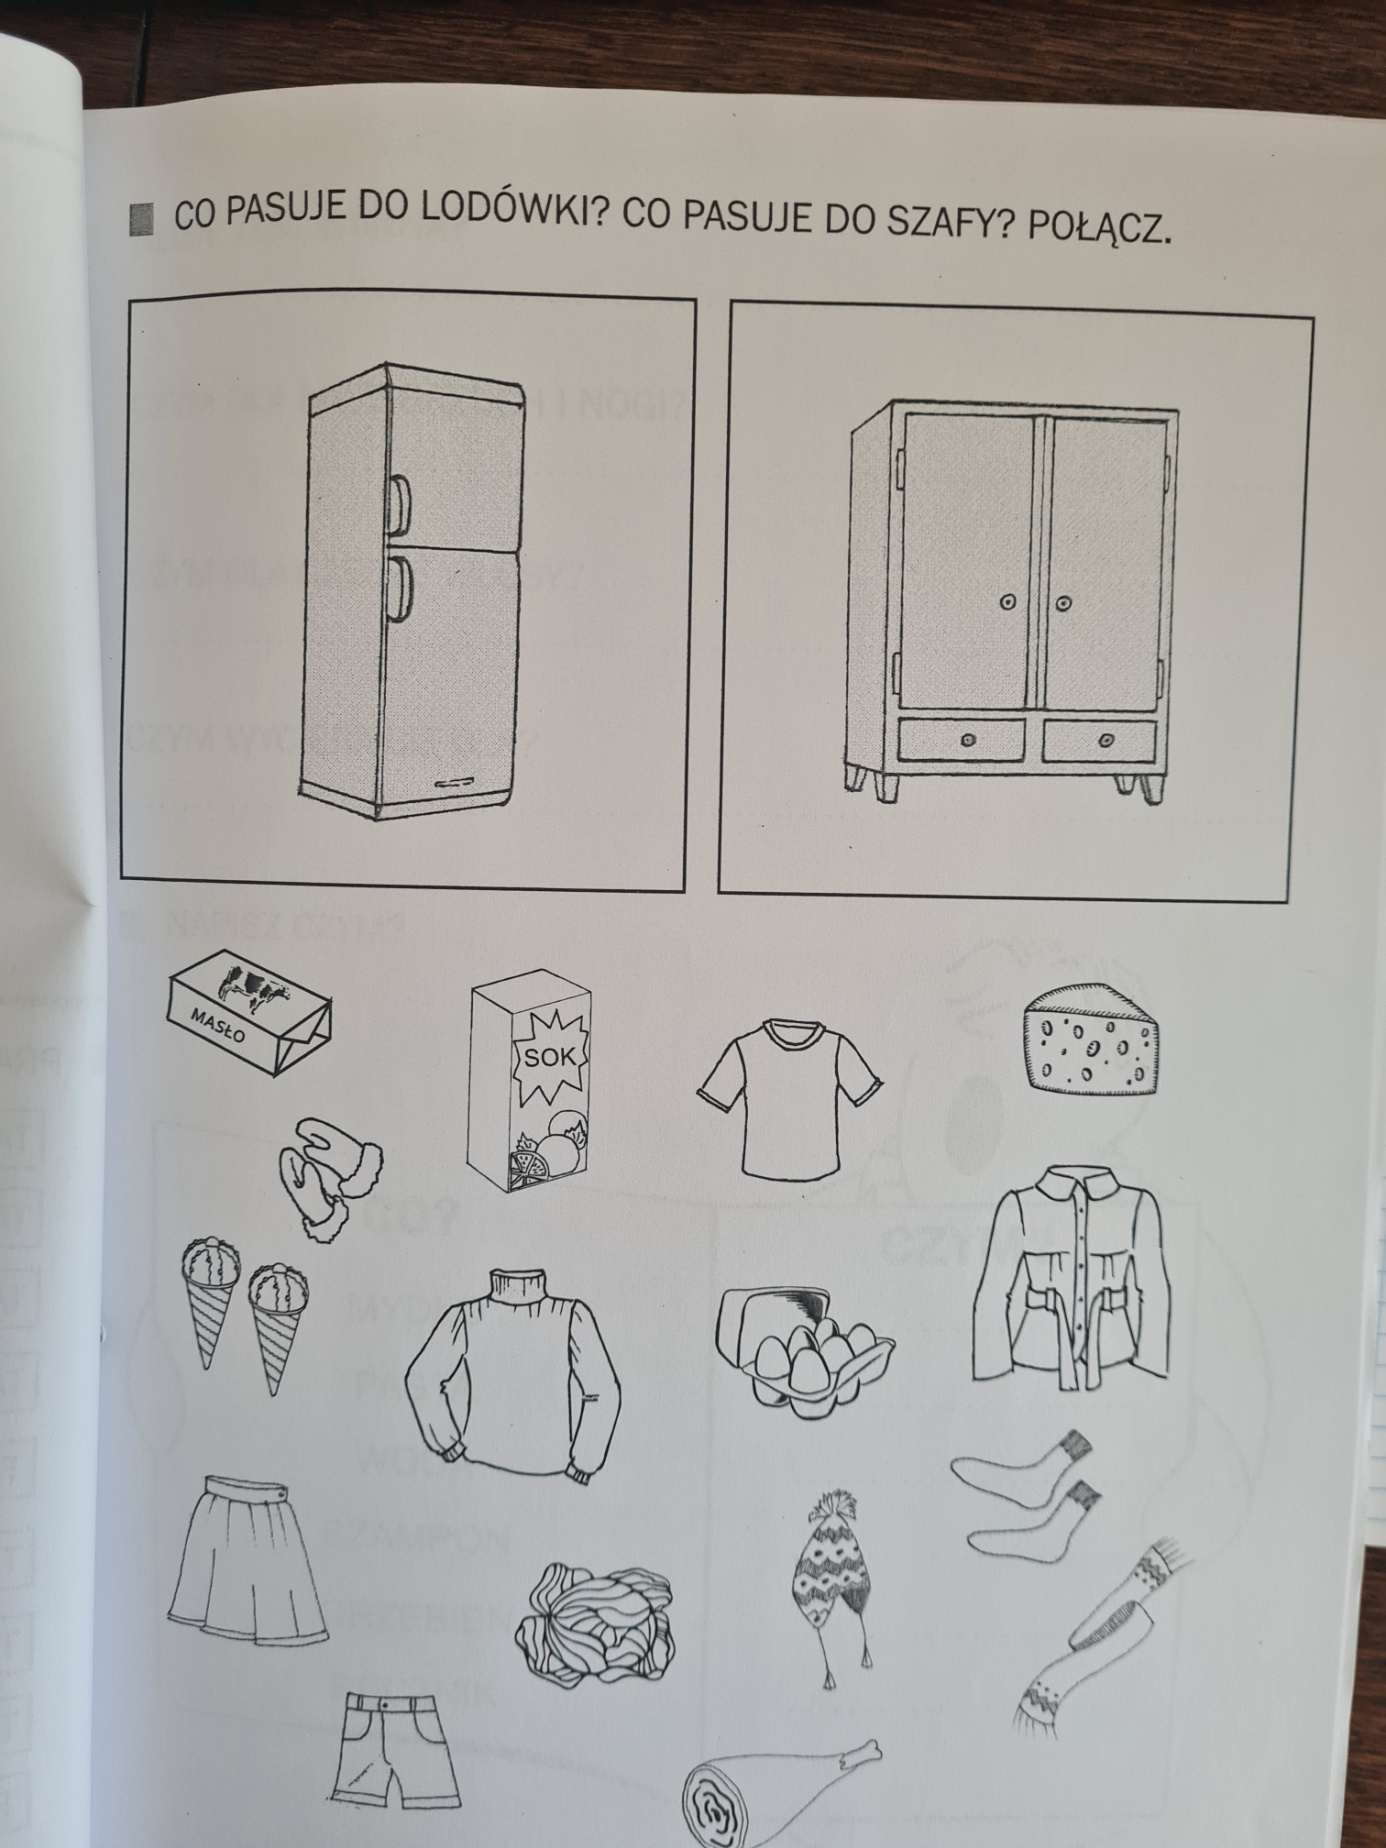 CO PASUJE DO LODÓWKI? CO PASUJE DO SZAFY? POŁĄCZ.
MASŁO
SOK